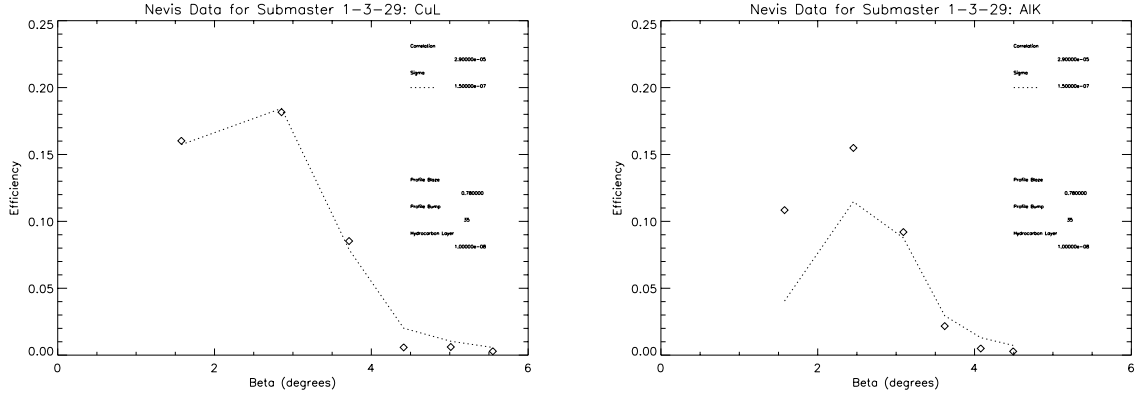 Nevis Data for Submaster 1-3-29: CuL
0.25
0.20
0.15
0.10
0.05
0.00
Efficiency
0
2
4
6
Beta (degrees)
Correlation
2.90000e-05
Sigma
1.50000e-07
Profile Blaze
0.780000
Profile Bump
35
Hydrocarbon Layer
1.00000e-08
Nevis Data for Submaster 1-3-29: AlK
0.25
0.20
0.15
0.10
0.05
0.00
Efficiency
0
2
4
6
Beta (degrees)
Correlation
2.90000e-05
Sigma
1.50000e-07
Profile Blaze
0.780000
Profile Bump
35
Hydrocarbon Layer
1.00000e-08